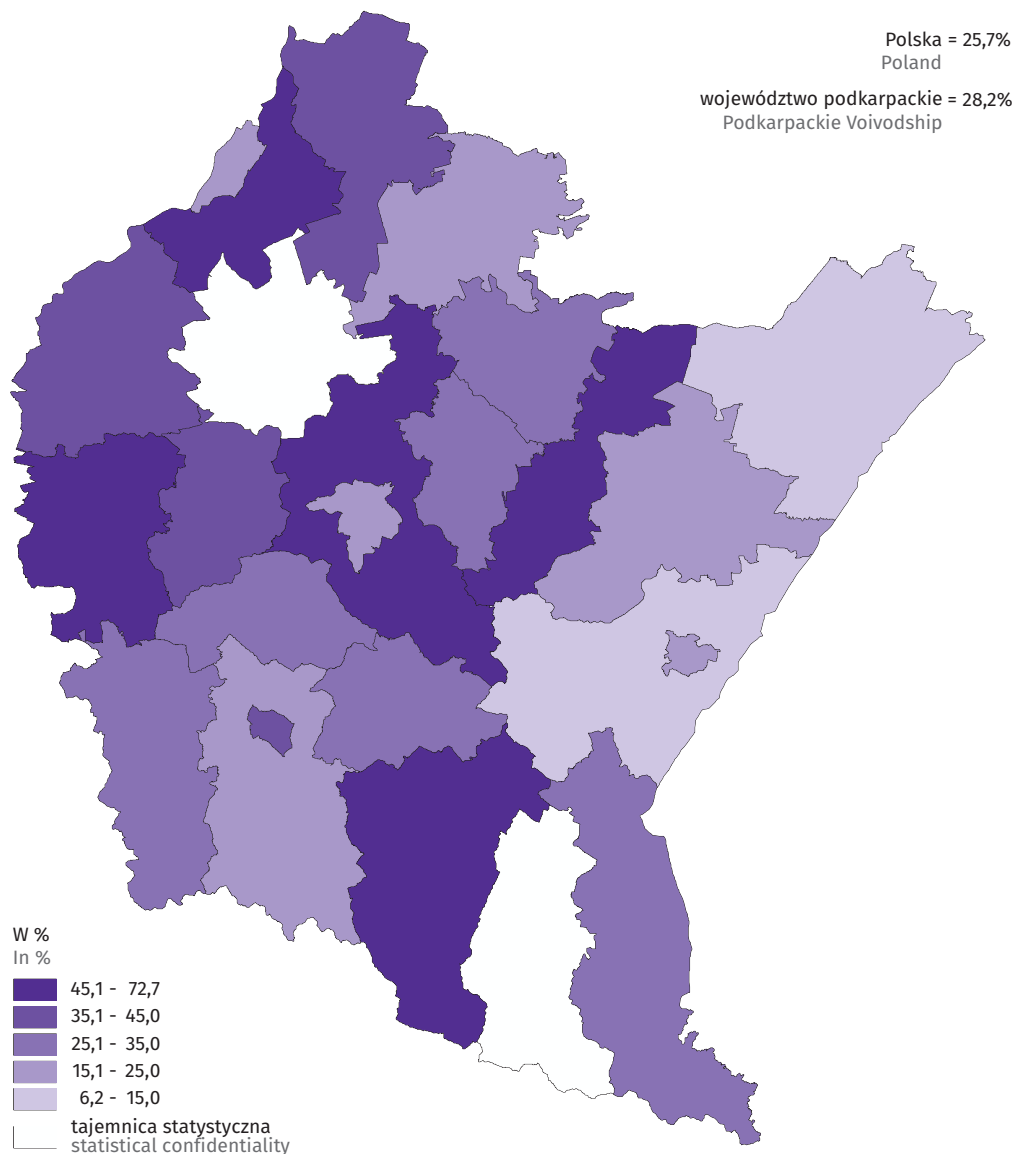 Polska = 25,7%
Poland
województwo podkarpackie = 28,2%
Podkarpackie Voivodship
W %
In %
45,1 - 72,7
35,1 - 45,0
25,1 - 35,0
15,1 - 25,0
6,2 - 15,0
tajemnica statystyczna
statistical confidentiality